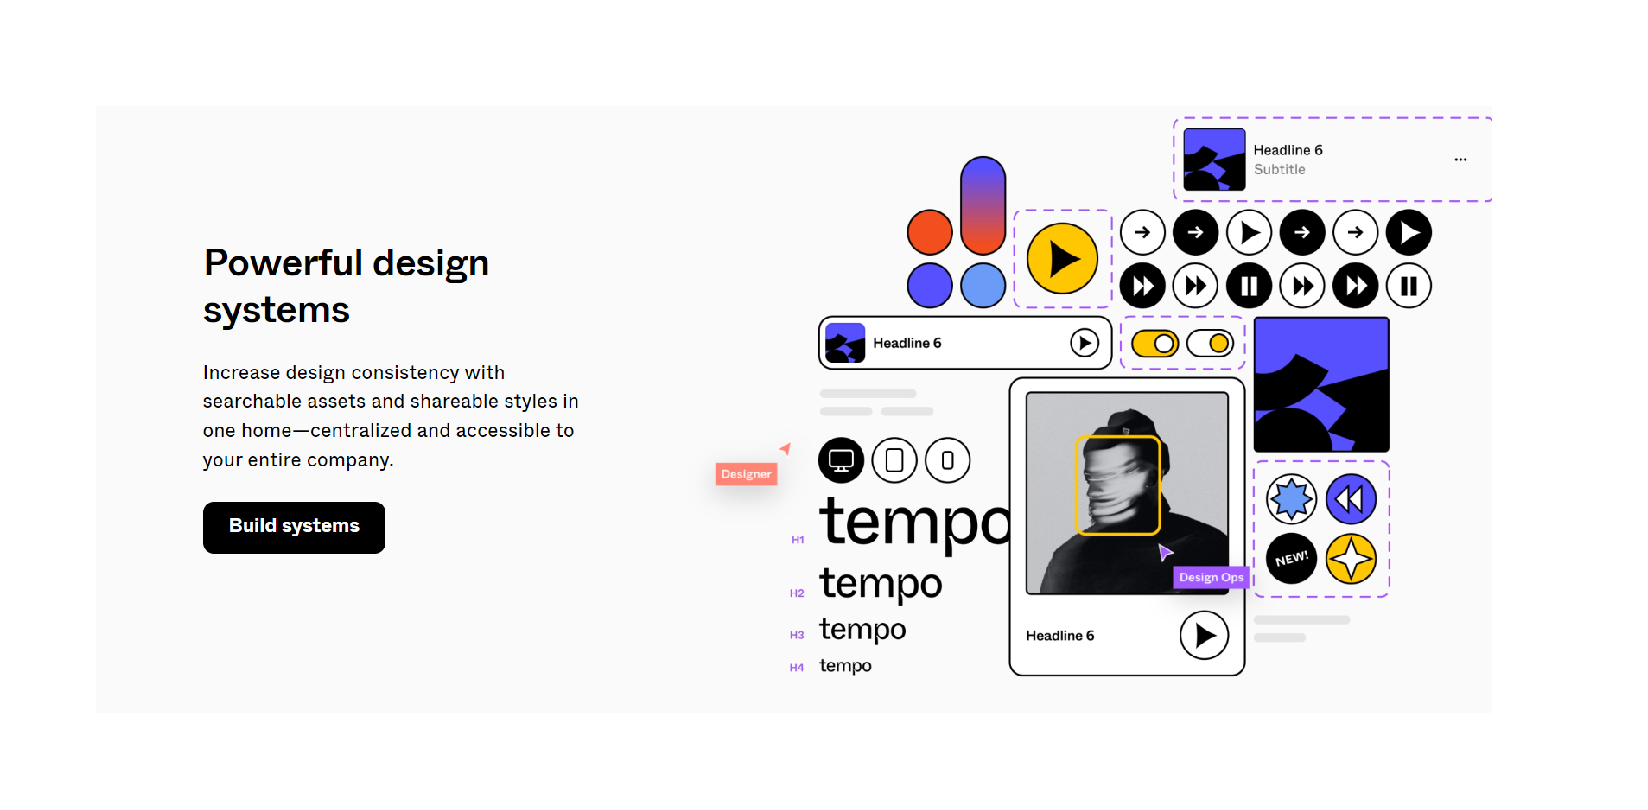 Powerful design
systems
Increase design consistency with
searchable assets and shareable styles in
one home—centralized and accessible to
your entire company.
Build systems
Headline 6
Subtitle
Headline 6
Designer
H1 tempo
H2 tempo
H3 tempo
H4 tempo
Design Ops
Headline 6
NEW!